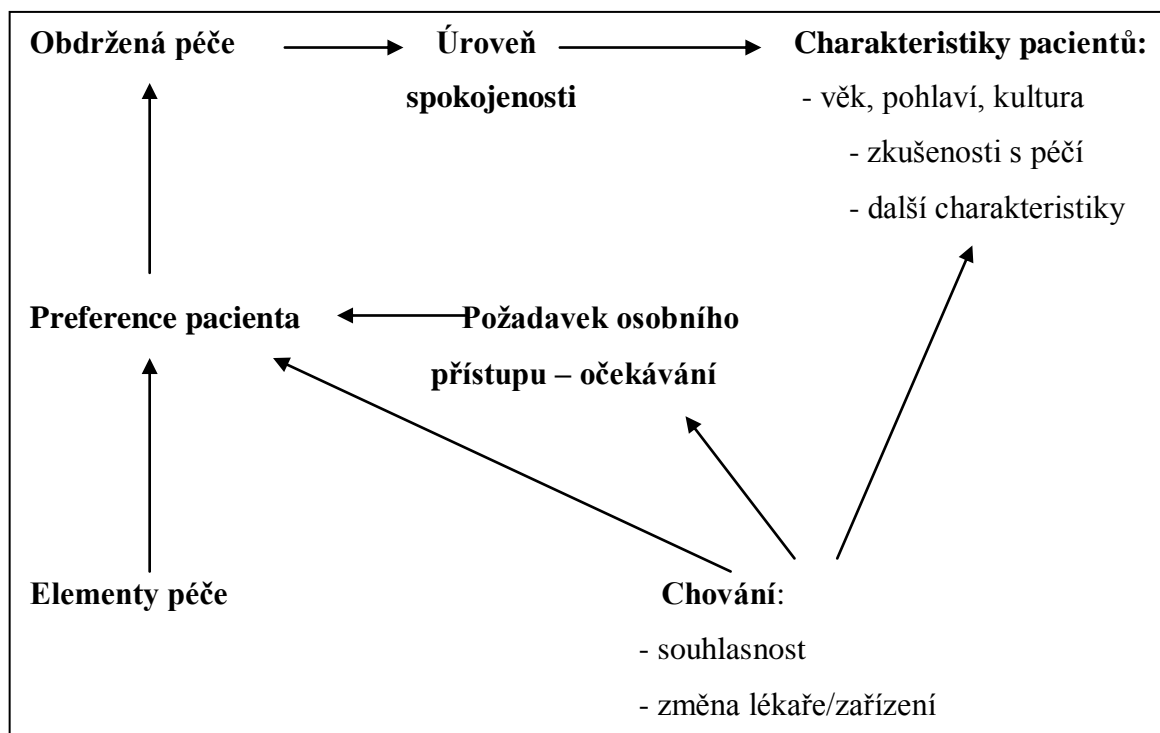 Obdržená péče
Úroveň
spokojenosti
Charakteristiky pacientů:
- věk, pohlaví, kultura
- zkušenosti s péčí
- další charakteristiky
Preference pacienta
Požadavek osobního
přístupu – očekávání
Elementy péče
Chování:
- souhlasnost
- změna lékaře/zařízení